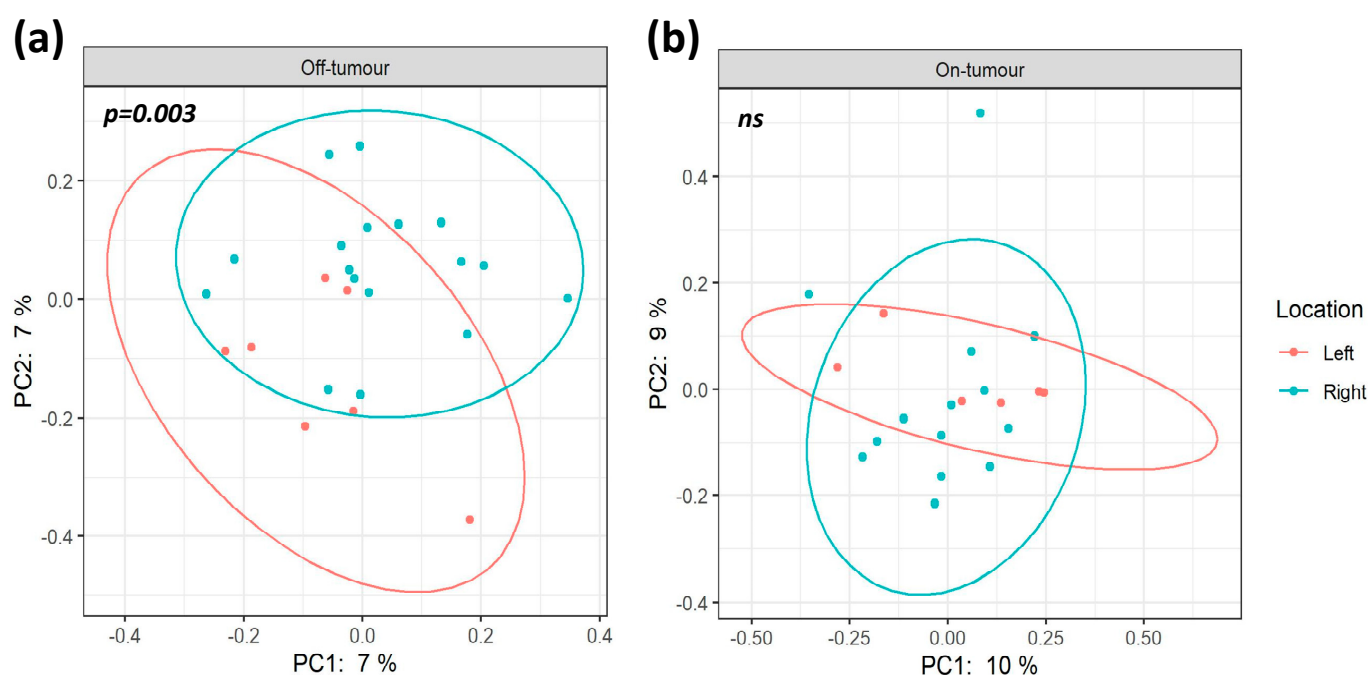 (a)
Off-tumour
p=0.003
0.2
0.0
-0.2
-0.4
PC2: 7 %
-0.4
-0.2
0.0
0.2
0.4
PC1: 7 %
(b)
On-tumour
ns
0.4
0.2
0.0
-0.2
-0.4
PC2: 9 %
-0.50
-0.25
0.00
0.25
0.50
PC1: 10 %
Location
Left
Right